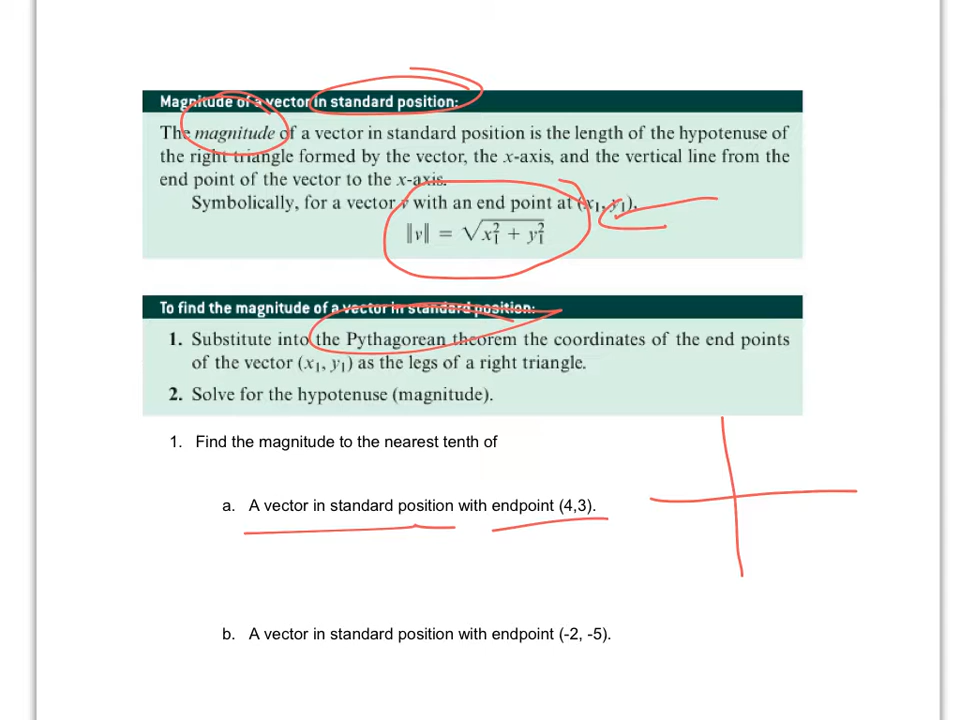 Magnitude of a vector in standard position:
The magnitude of a vector in standard position is the length of the hypotenuse of
the right triangle formed by the vector, the x-axis, and the vertical line from the
end point of the vector to the x-axis.
Symbolically, for a vector v with an end point at (x₁, y₁),
‖v‖ = √(x₁² + y₁²)
To find the magnitude of a vector in standard position:
1. Substitute into the Pythagorean theorem the coordinates of the end points
of the vector (x₁, y₁) as the legs of a right triangle.
2. Solve for the hypotenuse (magnitude).
1. Find the magnitude to the nearest tenth of
a. A vector in standard position with endpoint (4,3).
b. A vector in standard position with endpoint (-2, -5).